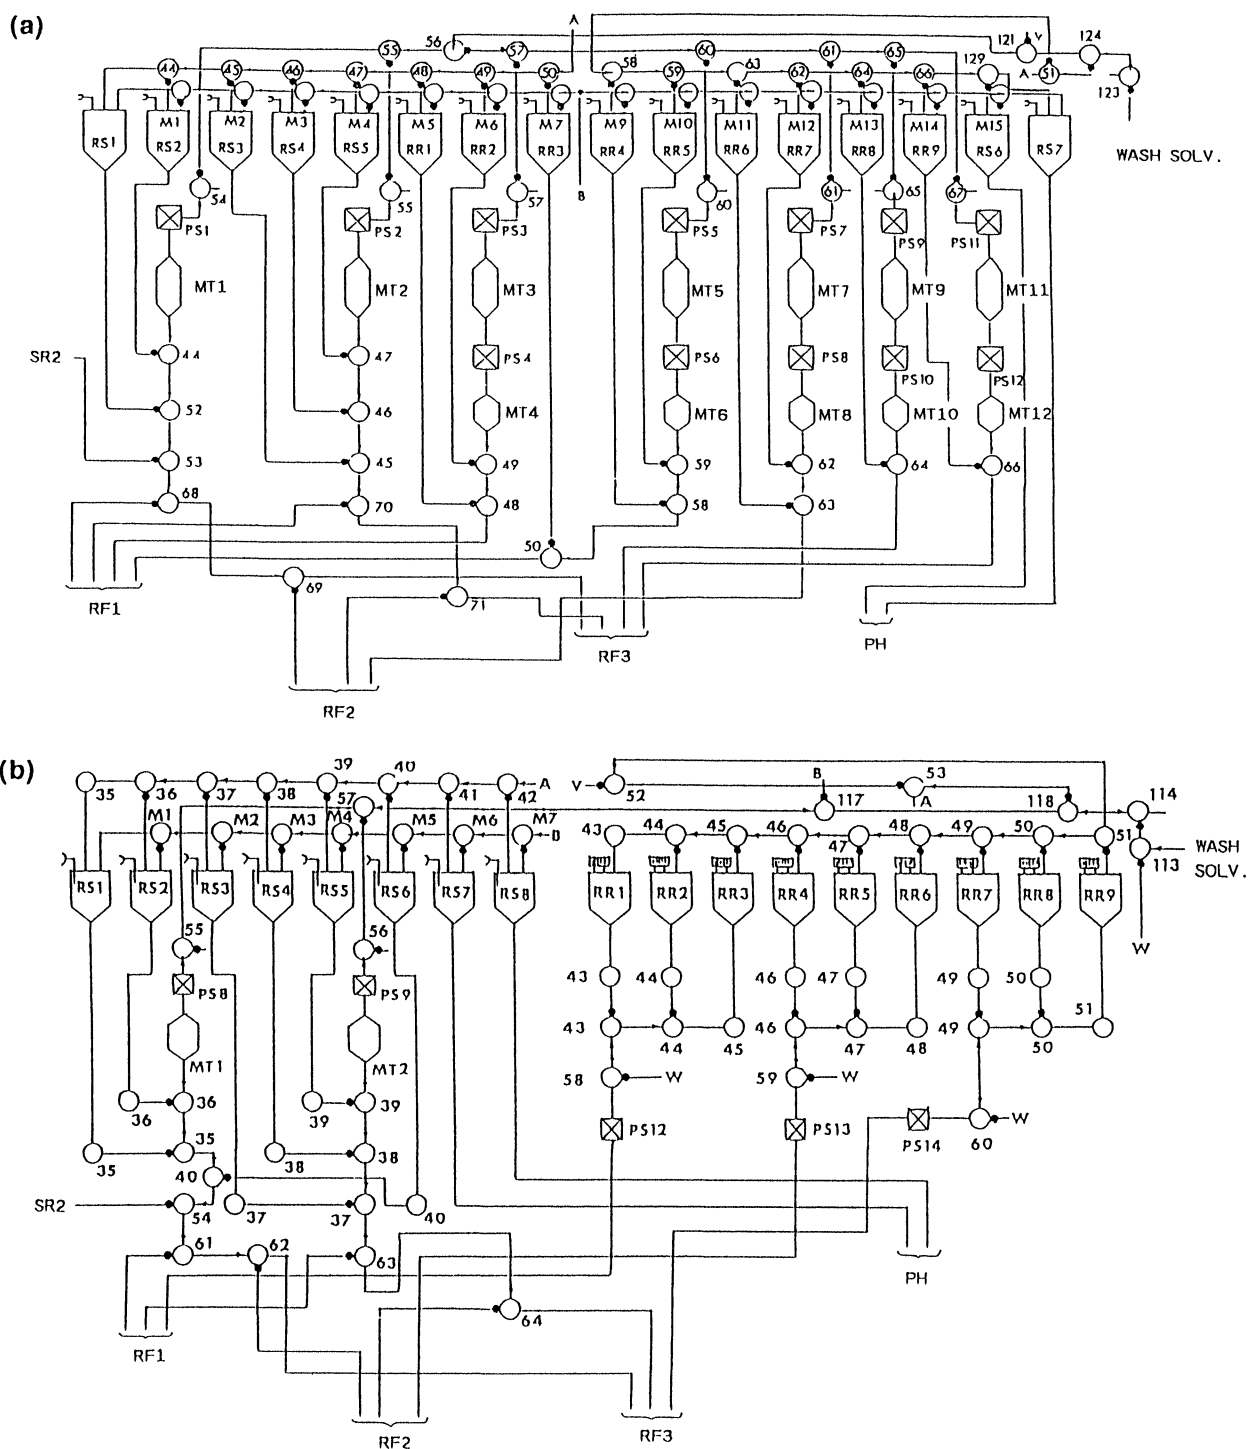 (a)
A
55 56 57 60 61 65 121 V 124
44 45 46 47 48 49 50 58 59 63 62 64 66 129 A 51 123
M1 M2 M3 M4 M5 M6 M7 M9 M10 M11 M12 M13 M14 M15
RS1 RS2 RS3 RS4 RS5 RR1 RR2 RR3 RR4 RR5 RR6 RR7 RR8 RR9 RS6 RS7
WASH SOLV.
54 55 57 B 60 61 65 67
PS1 PS2 PS3 PS5 PS7 PS9 PS11
MT1 MT2 MT3 MT5 MT7 MT9 MT11
SR2 44 47 PS4 PS6 PS8 PS10 PS12
52 46 MT4 MT6 MT8 MT10 MT12
53 45 49 59 62 64 66
68 70 48 58 63
50
69 71
RF1
RF3 PH
RF2
(b)
35 36 37 38 39 40 41 42 A V 52 53 B
57 117 A 118 114
M1 M2 M3 M4 M5 M6 M7 B 43 44 45 46 47 48 49 50 51 113 WASH
SOLV.
RS1 RS2 RS3 RS4 RS5 RS6 RS7 RS8 RR1 RR2 RR3 RR4 RR5 RR6 RR7 RR8 RR9
55 56 W
PS8 PS9 43 44 46 47 49 50
MT1 MT2 43 44 45 46 47 48 49 50 51
36 36 39 39 58 W 59 W
PS12 PS13 PS14 60 W
35 35 38 38
40
SR2 54 37 37 40
61 62 63
PH
64
RF1
RF2 RF3